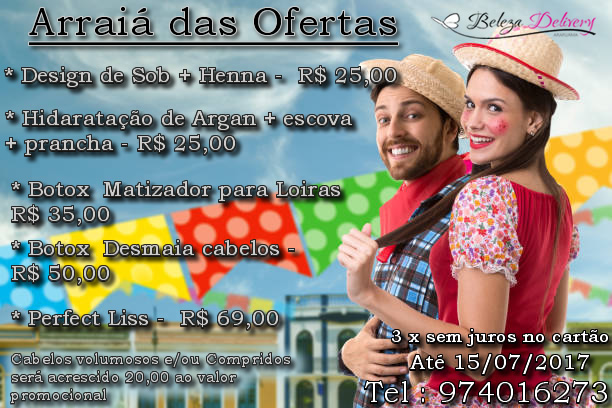 Arraiá das Ofertas
Beleza Delivery
* Design de Sob + Henna - R$ 25,00
* Hidaratação de Argan + escova
+ prancha - R$ 25,00
* Botox Matizador para Loiras
R$ 35,00
* Botox Desmaia cabelos -
R$ 50,00
* Perfect Liss - R$ 69,00
Cabelos volumosos e/ou Compridos
será acrescido 20,00 ao valor
promocional
3 x sem juros no cartão
Até 15/07/2017
Tel : 974016273